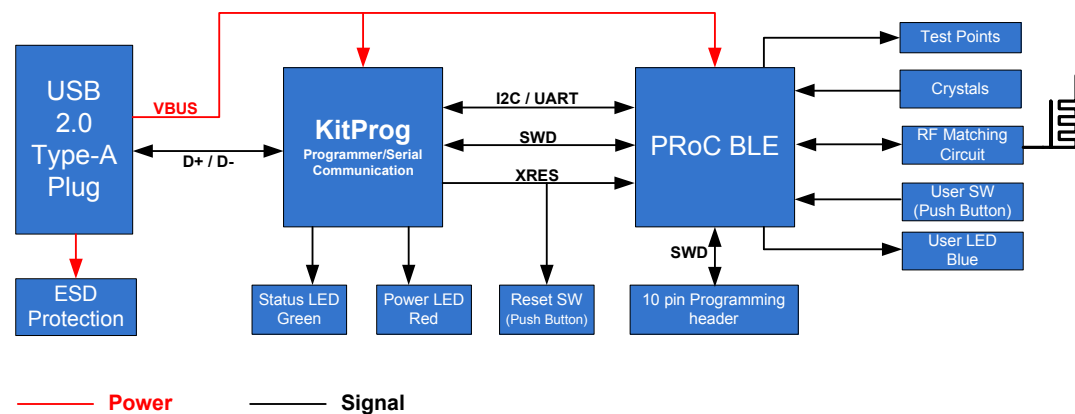 USB
2.0
Type-A
Plug
VBUS
D+ / D-
ESD
Protection
KitProg
Programmer/Serial
Communication
I2C / UART
SWD
XRES
PRoC BLE
Test Points
Crystals
RF Matching
Circuit
User SW
(Push Button)
User LED
Blue
SWD
Status LED
Green
Power LED
Red
Reset SW
(Push Button)
10 pin Programming
header
Power
Signal